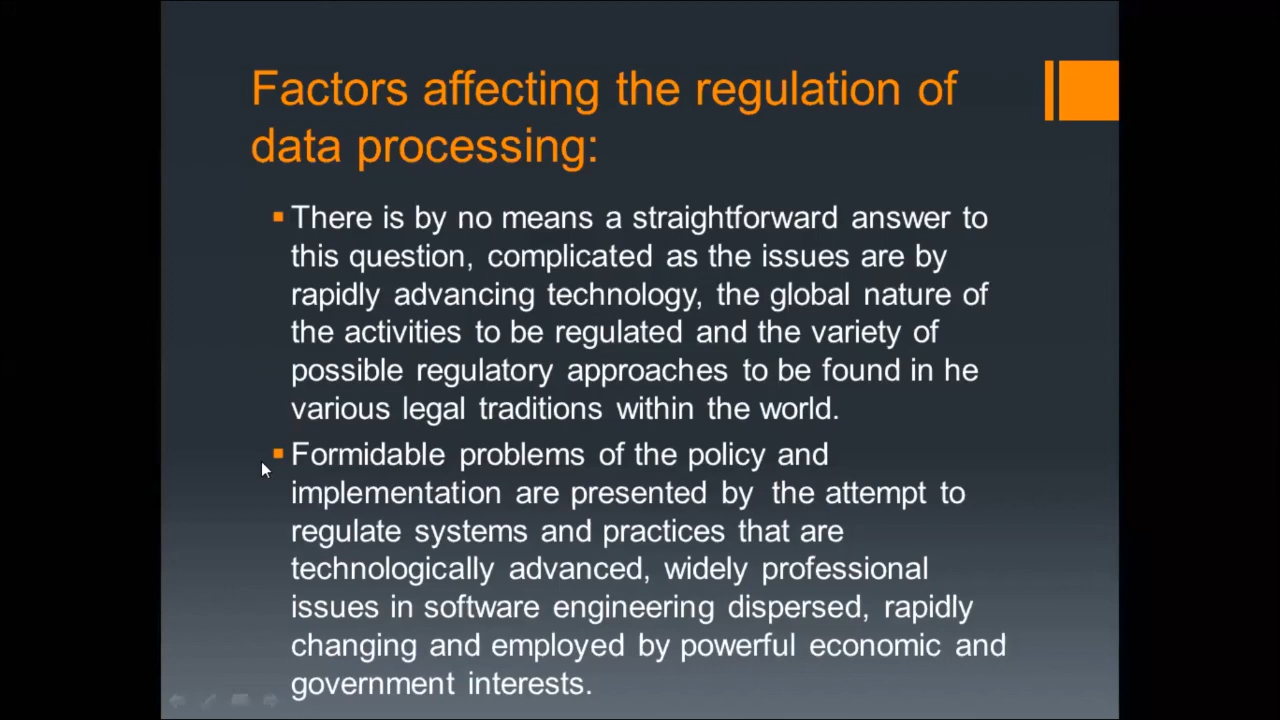 Factors affecting the regulation of
data processing:
There is by no means a straightforward answer to
this question, complicated as the issues are by
rapidly advancing technology, the global nature of
the activities to be regulated and the variety of
possible regulatory approaches to be found in he
various legal traditions within the world.
Formidable problems of the policy and
implementation are presented by the attempt to
regulate systems and practices that are
technologically advanced, widely professional
issues in software engineering dispersed, rapidly
changing and employed by powerful economic and
government interests.